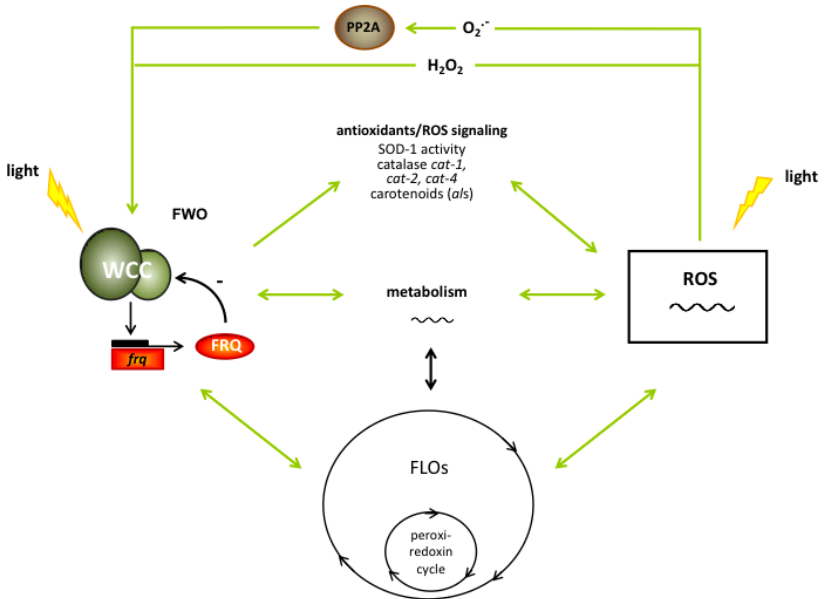 PP2A
O₂·⁻
H₂O₂
antioxidants/ROS signaling
SOD-1 activity
catalase cat-1,
cat-2, cat-4
carotenoids (als)
light
light
FWO
WCC
-
ROS
metabolism
frq
FRQ
FLOs
peroxi-
redoxin
cycle